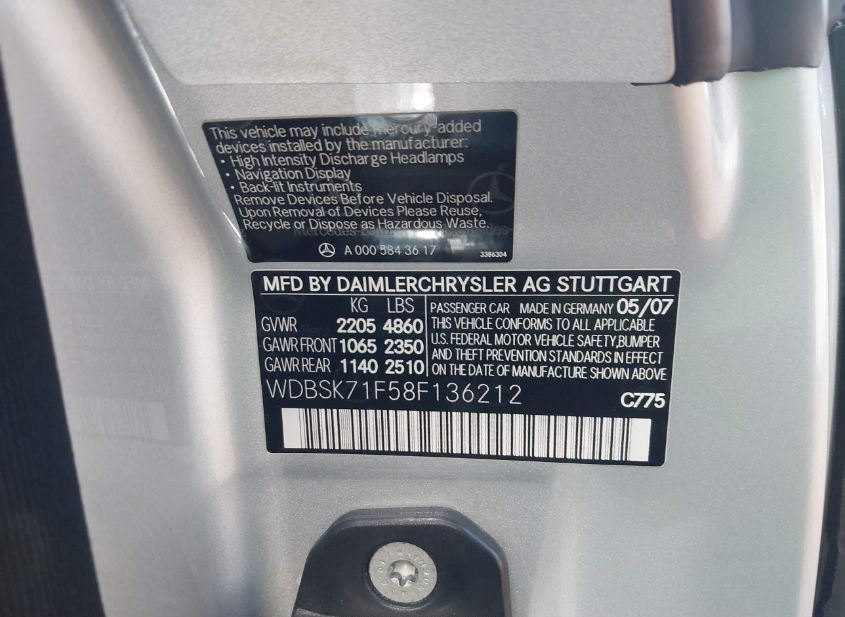 This vehicle may include mercury-added
devices installed by the manufacturer:
• High Intensity Discharge Headlamps
• Navigation Display
• Back-lit Instruments
Remove Devices Before Vehicle Disposal.
Upon Removal of Devices Please Reuse,
Recycle or Dispose as Hazardous Waste.
A 000 584 36 17
3386304
MFD BY DAIMLERCHRYSLER AG STUTTGART
KG LBS
GVWR 2205 4860
GAWR FRONT 1065 2350
GAWR REAR 1140 2510
PASSENGER CAR MADE IN GERMANY 05/07
THIS VEHICLE CONFORMS TO ALL APPLICABLE
U.S. FEDERAL MOTOR VEHICLE SAFETY, BUMPER
AND THEFT PREVENTION STANDARDS IN EFFECT
ON THE DATE OF MANUFACTURE SHOWN ABOVE
WDBSK71F58F136212
C775